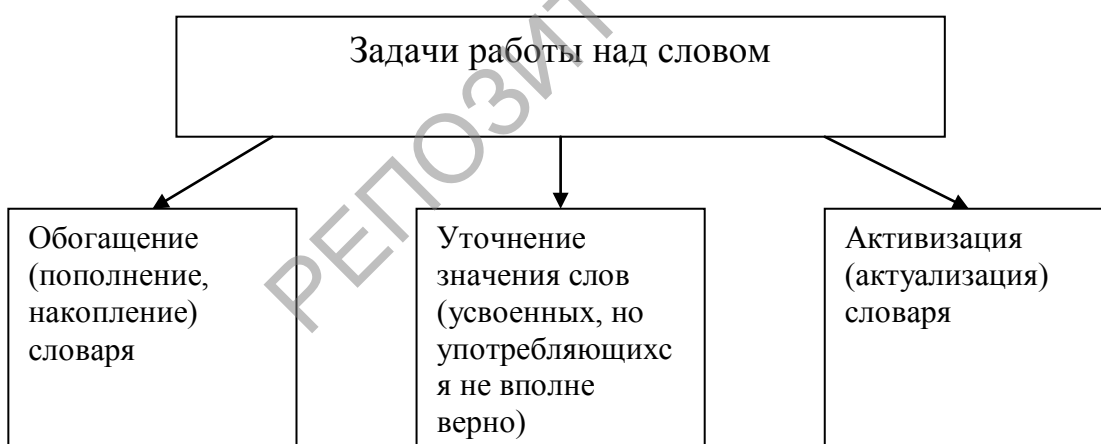 Задачи работы над словом
Обогащение
(пополнение,
накопление)
словаря
Уточнение
значения слов
(усвоенных, но
употребляющихс
я не вполне
верно)
Активизация
(актуализация)
словаря
РЕПОЗИТ